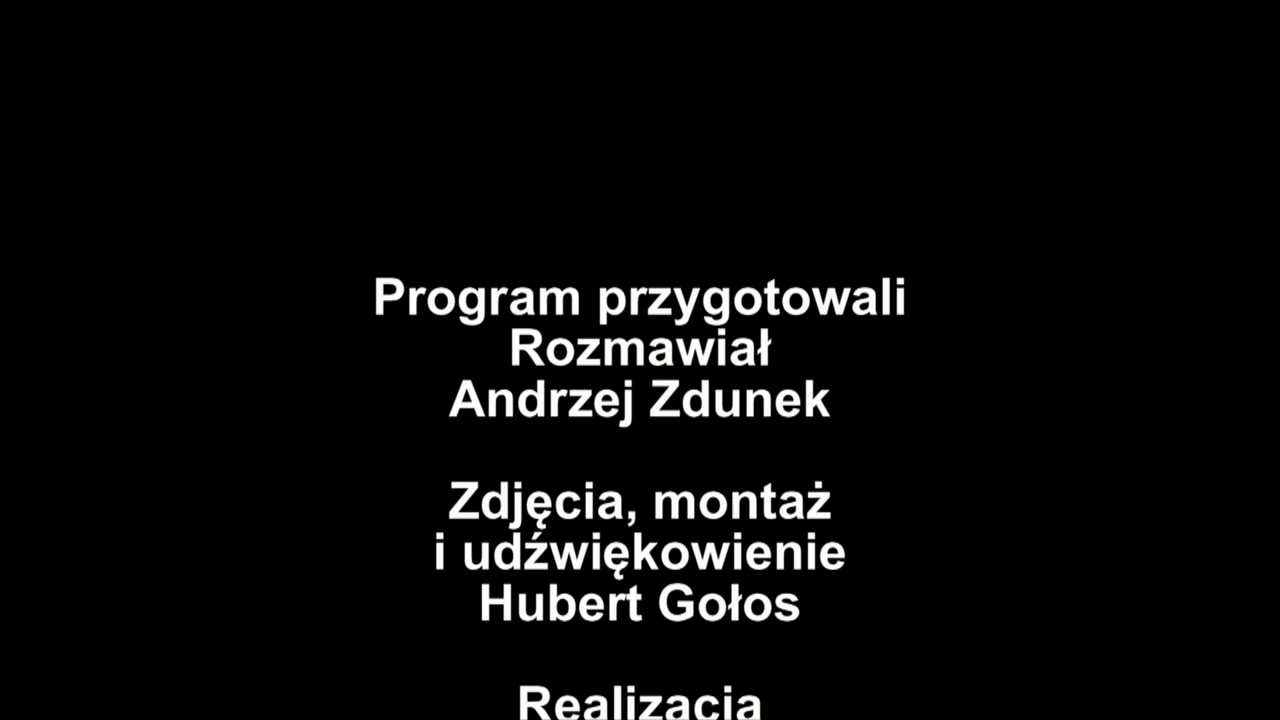 Program przygotowali
Rozmawiał
Andrzej Zdunek
Zdjęcia, montaż
i udźwiękowienie
Hubert Gołos
Realizacja